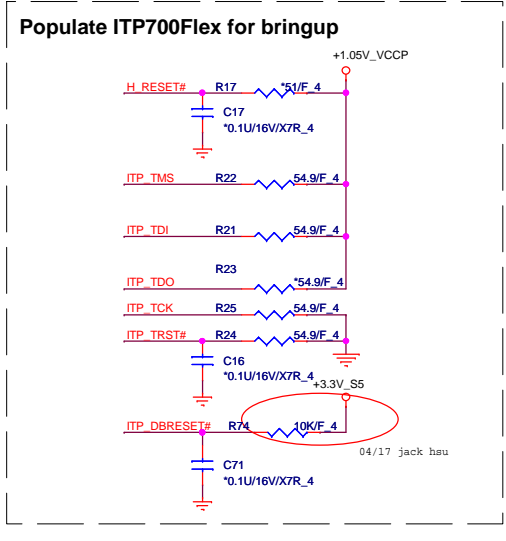 Populate ITP700Flex for bringup
+1.05V_VCCP
H_RESET# R17 *51/F_4
C17
*0.1U/16V/X7R_4
ITP_TMS R22 54.9/F_4
ITP_TDI R21 54.9/F_4
R23
ITP_TDO *54.9/F_4
ITP_TCK R25 54.9/F_4
ITP_TRST# R24 54.9/F_4
C16
*0.1U/16V/X7R_4
+3.3V_S5
ITP_DBRESET# R74 10K/F_4
04/17 jack hsu
C71
*0.1U/16V/X7R_4